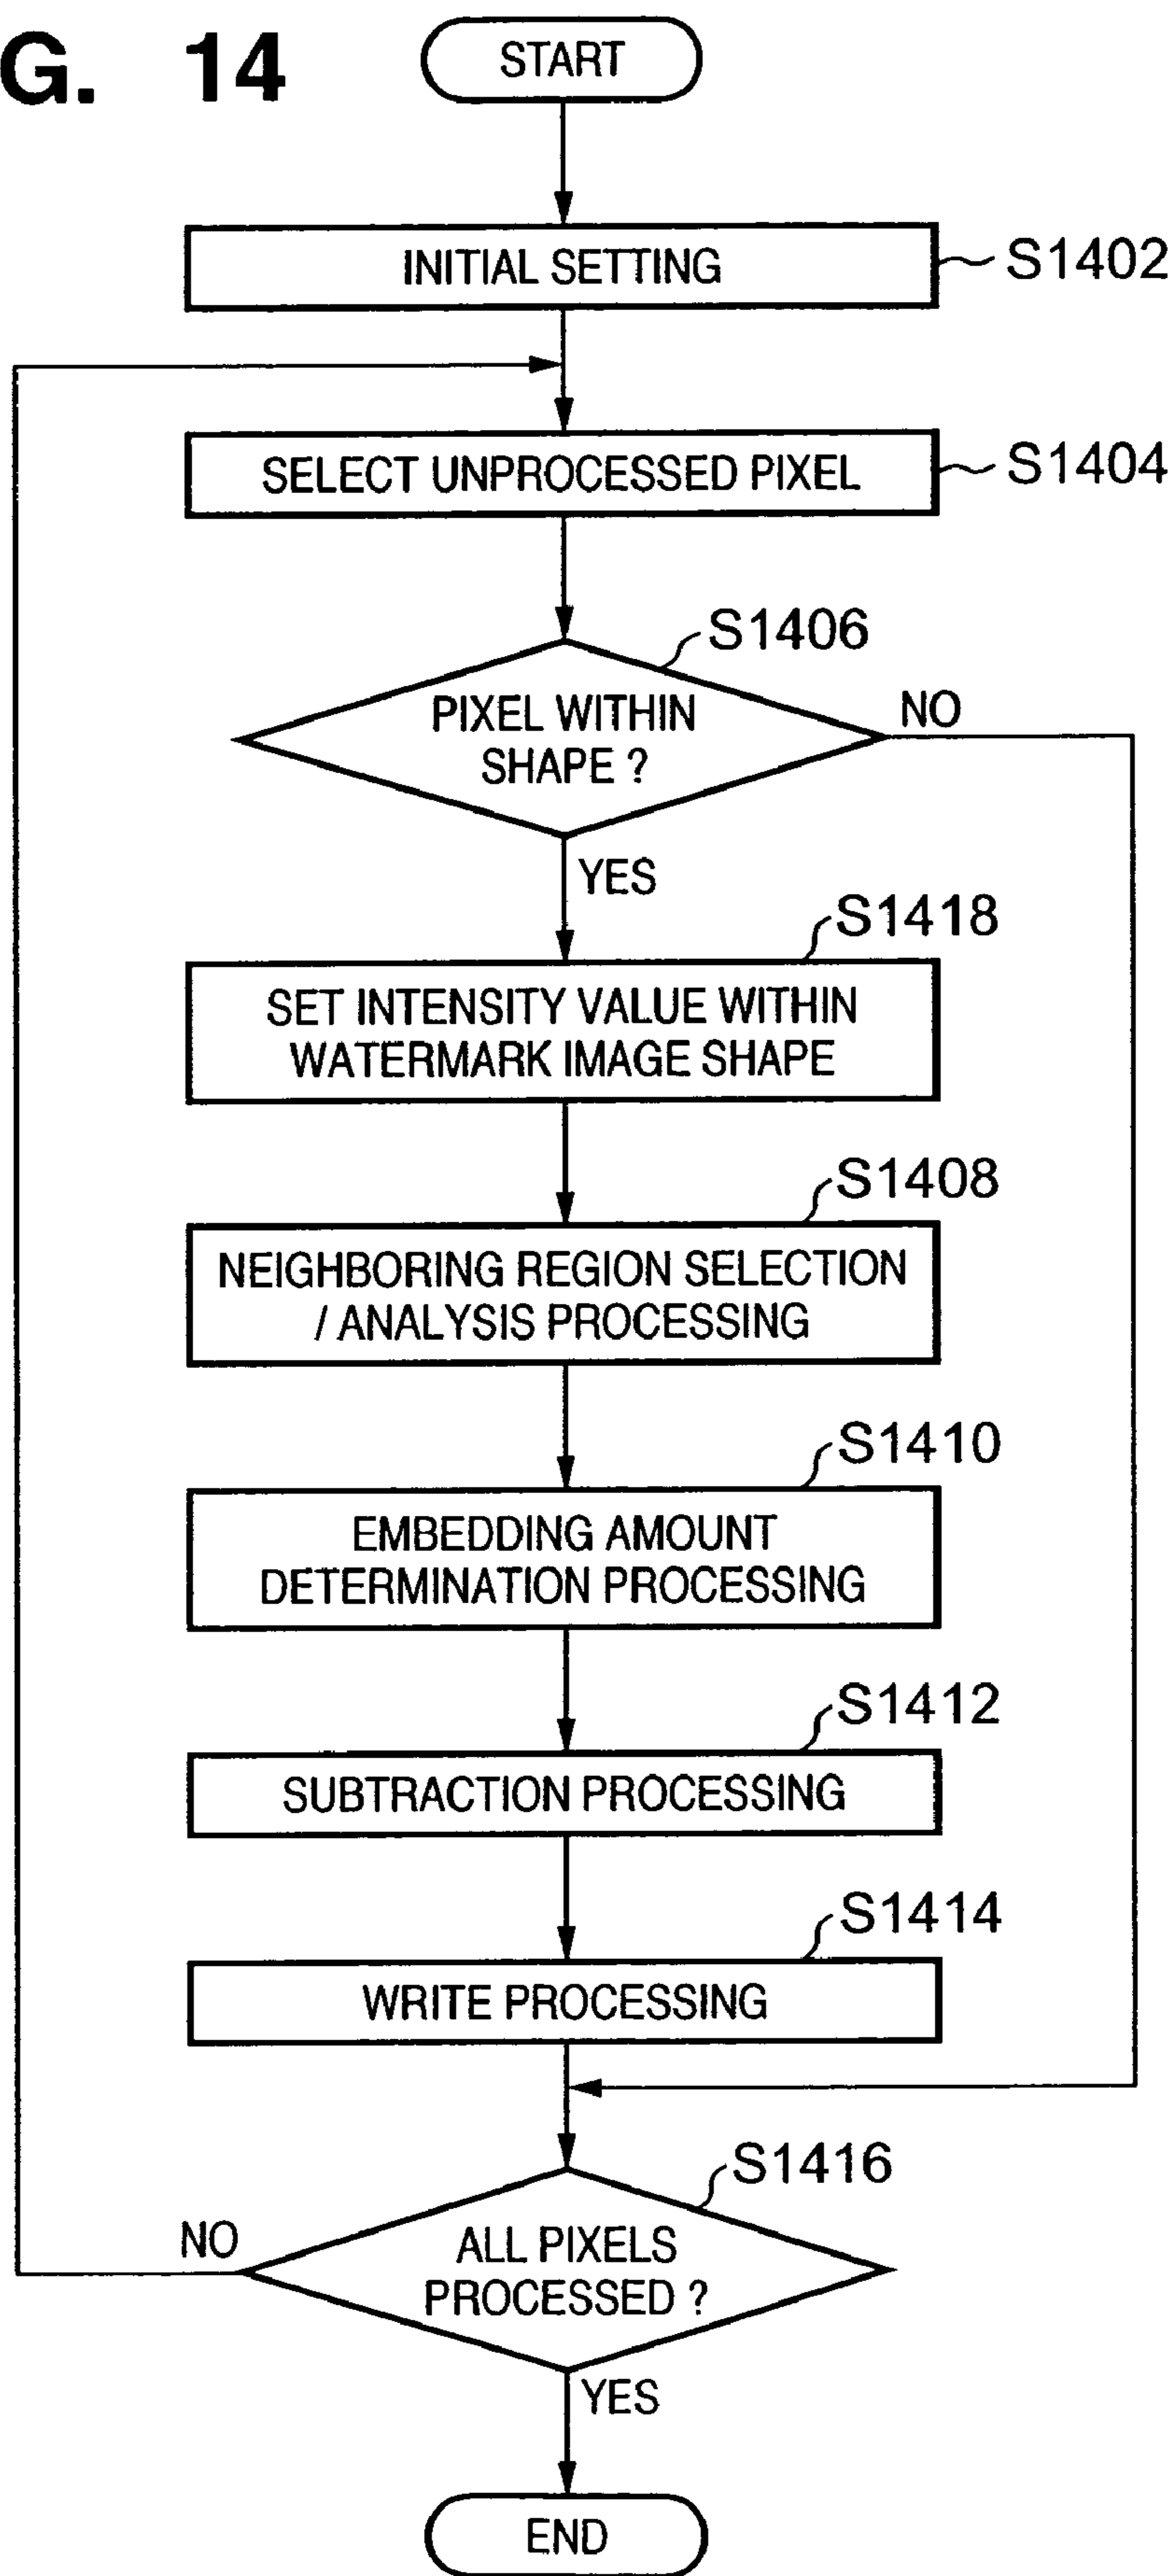 G. 14
START
INITIAL SETTING
S1402
SELECT UNPROCESSED PIXEL
S1404
S1406
PIXEL WITHIN
SHAPE ?
NO
YES
S1418
SET INTENSITY VALUE WITHIN
WATERMARK IMAGE SHAPE
S1408
NEIGHBORING REGION SELECTION
/ ANALYSIS PROCESSING
S1410
EMBEDDING AMOUNT
DETERMINATION PROCESSING
S1412
SUBTRACTION PROCESSING
S1414
WRITE PROCESSING
S1416
NO
ALL PIXELS
PROCESSED ?
YES
END